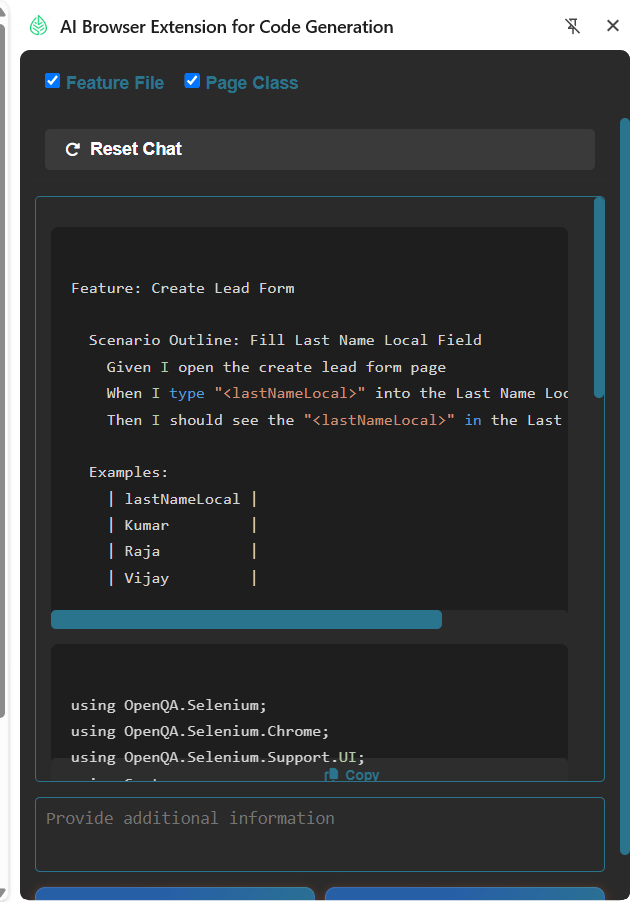 AI Browser Extension for Code Generation
Feature File Page Class
Reset Chat
Feature: Create Lead Form
Scenario Outline: Fill Last Name Local Field
Given I open the create lead form page
When I type "<lastNameLocal>" into the Last Name Loc
Then I should see the "<lastNameLocal>" in the Last
Examples:
| lastNameLocal |
| Kumar |
| Raja |
| Vijay |
using OpenQA.Selenium;
using OpenQA.Selenium.Chrome;
using OpenQA.Selenium.Support.UI;
Copy
Provide additional information